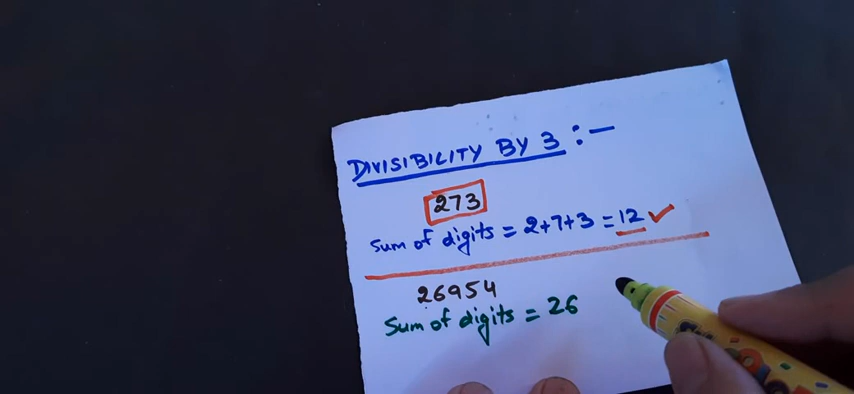 DIVISIBILITY BY 3 :-
273
Sum of digits = 2+7+3 = 12 ✓
26954
Sum of digits = 26